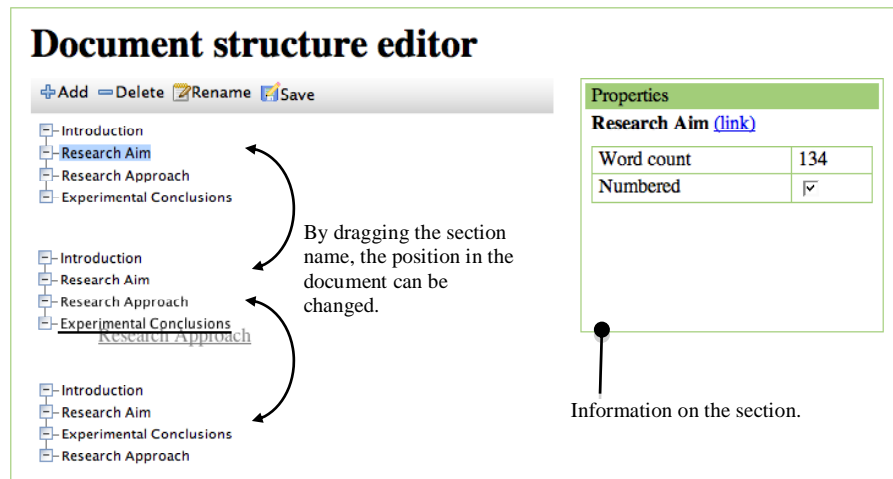 Document structure editor
Add Delete Rename Save
Introduction
Research Aim
Research Approach
Experimental Conclusions
Introduction
Research Aim
Research Approach
Experimental Conclusions
Research Approach
Introduction
Research Aim
Experimental Conclusions
Research Approach
By dragging the section
name, the position in the
document can be
changed.
Properties
Research Aim (link)
Word count 134
Numbered
Information on the section.